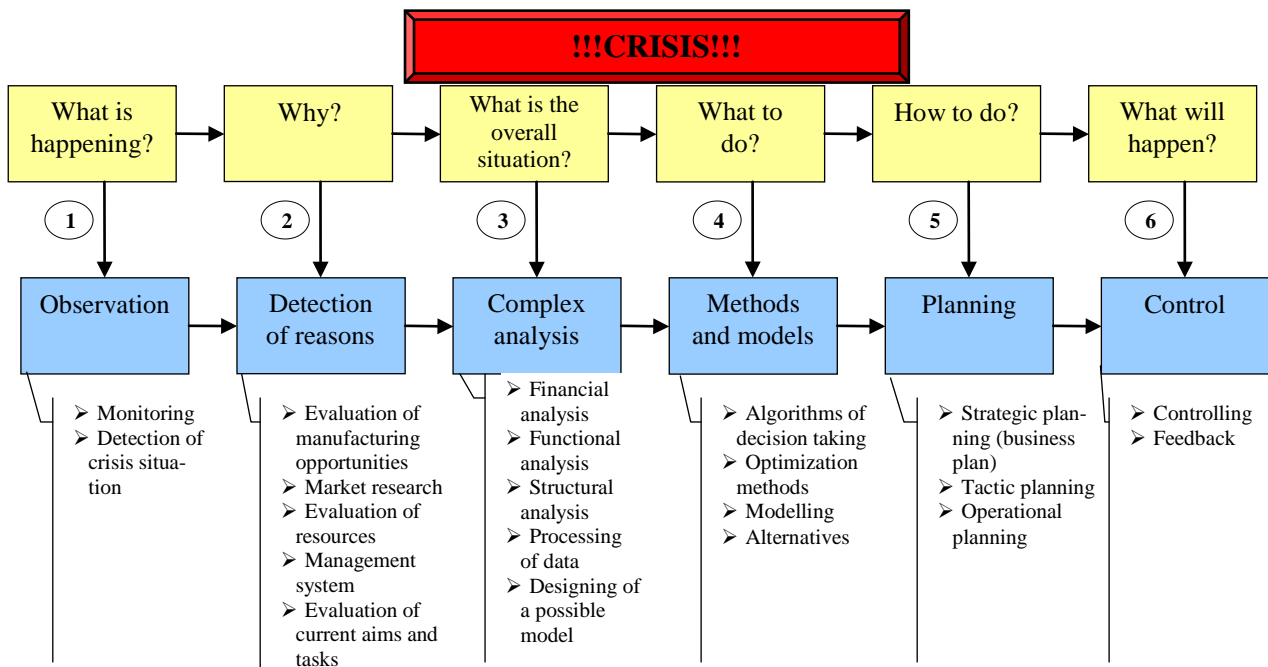 !!!CRISIS!!!
What is
happening?
Why?
What is the
overall
situation?
What to
do?
How to do?
What will
happen?
1
2
3
4
5
6
Observation
Detection
of reasons
Complex
analysis
Methods
and models
Planning
Control
➢ Monitoring
➢ Detection of
crisis situa-
tion
➢ Evaluation of
manufacturing
opportunities
➢ Market research
➢ Evaluation of
resources
➢ Management
system
➢ Evaluation of
current aims and
tasks
➢ Financial
analysis
➢ Functional
analysis
➢ Structural
analysis
➢ Processing
of data
➢ Designing of
a possible
model
➢ Algorithms of
decision taking
➢ Optimization
methods
➢ Modelling
➢ Alternatives
➢ Strategic plan-
ning (business
plan)
➢ Tactic planning
➢ Operational
planning
➢ Controlling
➢ Feedback